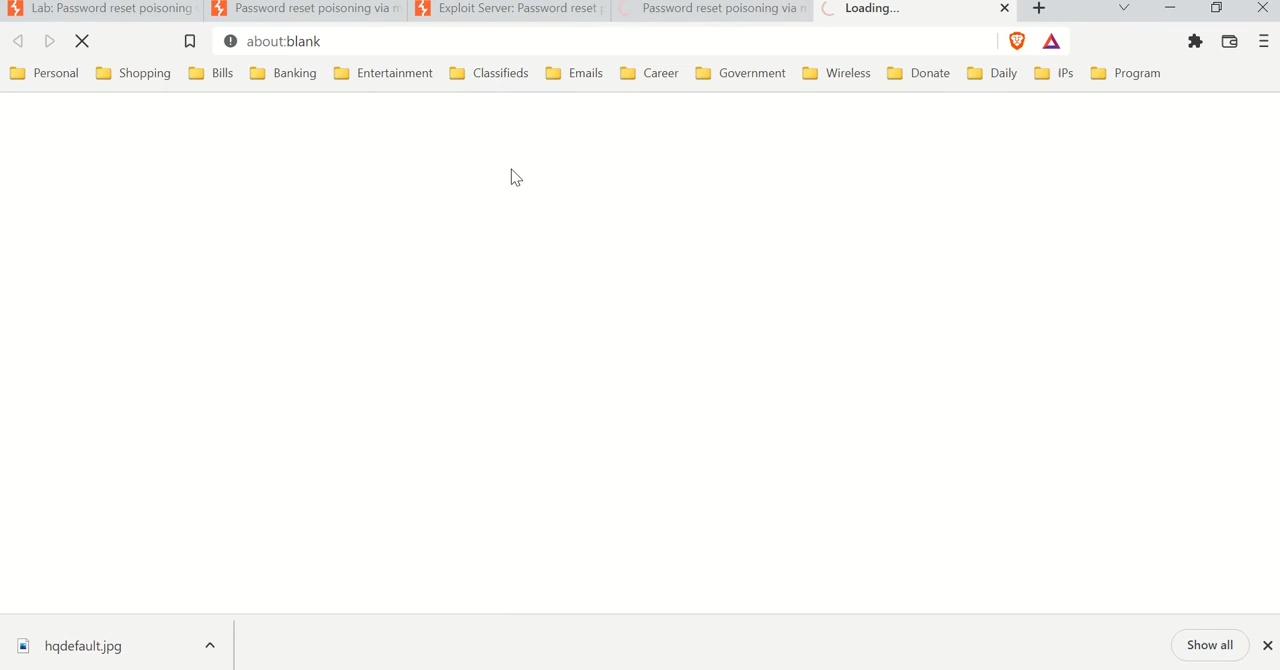 Lab: Password reset poisoning Password reset poisoning via m Exploit Server: Password reset p Password reset poisoning via m Loading...
about:blank
Personal Shopping Bills Banking Entertainment Classifieds Emails Career Government Wireless Donate Daily IPs Program
hqdefault.jpg Show all